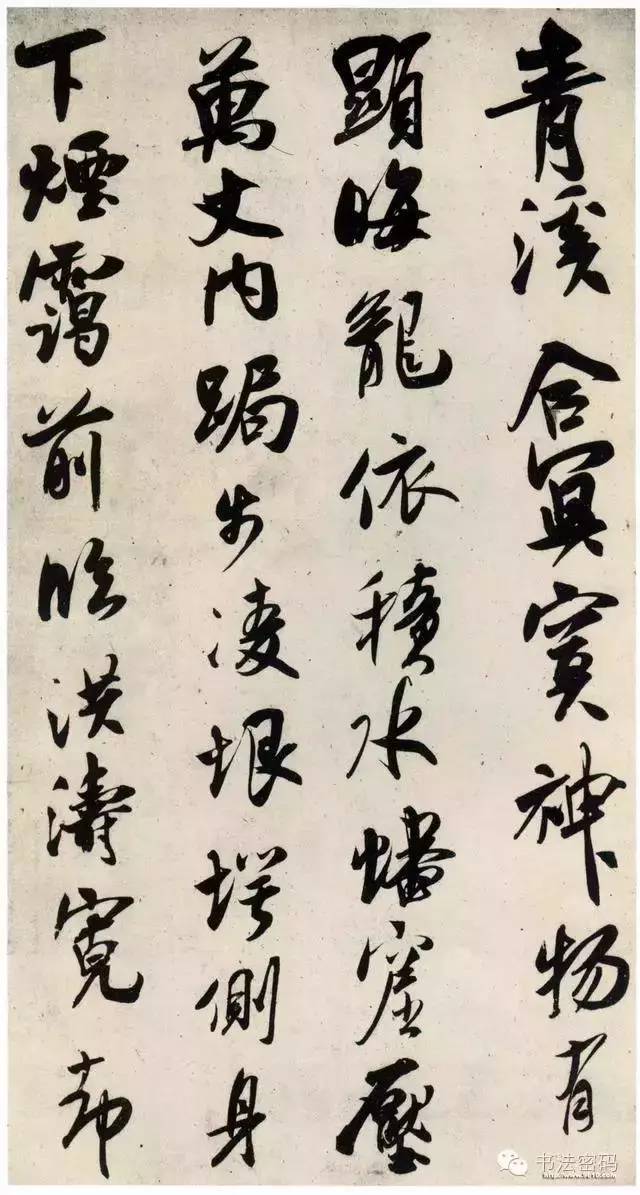 青溪合冥寞神物有
顯晦龍依積水蟠窟壓
萬丈內跼步凌垠堮側身
下煙靄前臨洪濤寬却
书法密码